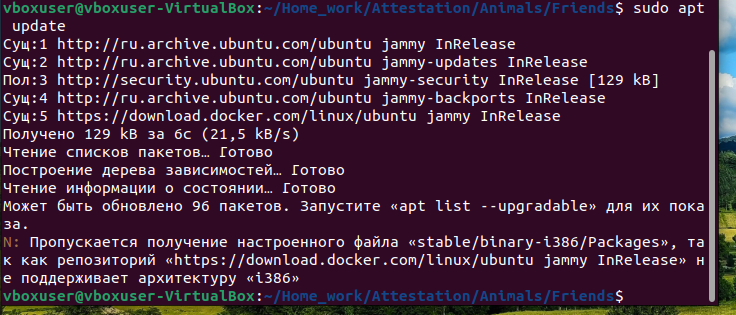 vboxuser@vboxuser-VirtualBox:~/Home_work/Attestation/Animals/Friends$ sudo apt
 update
Сущ:1 http://ru.archive.ubuntu.com/ubuntu jammy InRelease
Сущ:2 http://ru.archive.ubuntu.com/ubuntu jammy-updates InRelease
Пол:3 http://security.ubuntu.com/ubuntu jammy-security InRelease [129 kB]
Сущ:4 http://ru.archive.ubuntu.com/ubuntu jammy-backports InRelease
Сущ:5 https://download.docker.com/linux/ubuntu jammy InRelease
Получено 129 kB за 6с (21,5 kB/s)
Чтение списков пакетов… Готово
Построение дерева зависимостей… Готово
Чтение информации о состоянии… Готово
Может быть обновлено 96 пакетов. Запустите «apt list --upgradable» для их пока
за.
N: Пропускается получение настроенного файла «stable/binary-i386/Packages», та
к как репозиторий «https://download.docker.com/linux/ubuntu jammy InRelease» н
е поддерживает архитектуру «i386»
vboxuser@vboxuser-VirtualBox:~/Home_work/Attestation/Animals/Friends$